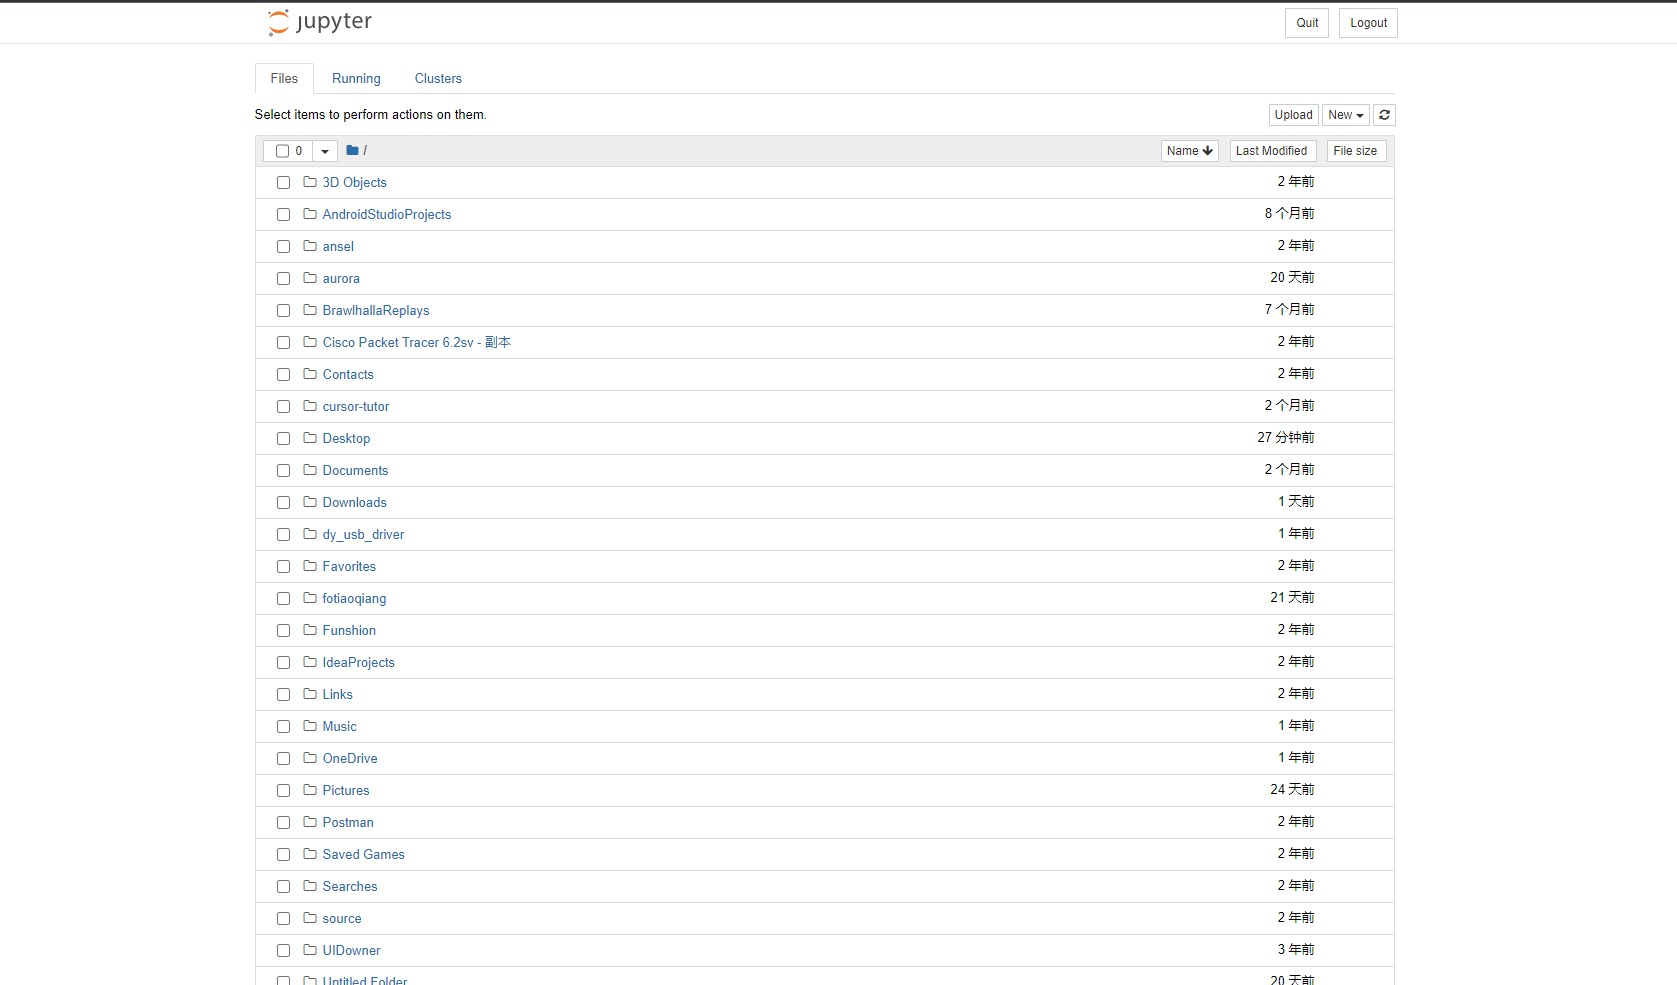 jupyter
Quit Logout
Files Running Clusters
Select items to perform actions on them.
Upload New
0 / Name Last Modified File size
3D Objects 2 年前
AndroidStudioProjects 8 个月前
ansel 2 年前
aurora 20 天前
BrawlhallaReplays 7 个月前
Cisco Packet Tracer 6.2sv - 副本 2 年前
Contacts 2 年前
cursor-tutor 2 个月前
Desktop 27 分钟前
Documents 2 个月前
Downloads 1 天前
dy_usb_driver 1 年前
Favorites 2 年前
fotiaoqiang 21 天前
Funshion 2 年前
IdeaProjects 2 年前
Links 2 年前
Music 1 年前
OneDrive 1 年前
Pictures 24 天前
Postman 2 年前
Saved Games 2 年前
Searches 2 年前
source 2 年前
UIDowner 3 年前
Untitled Folder 20 天前